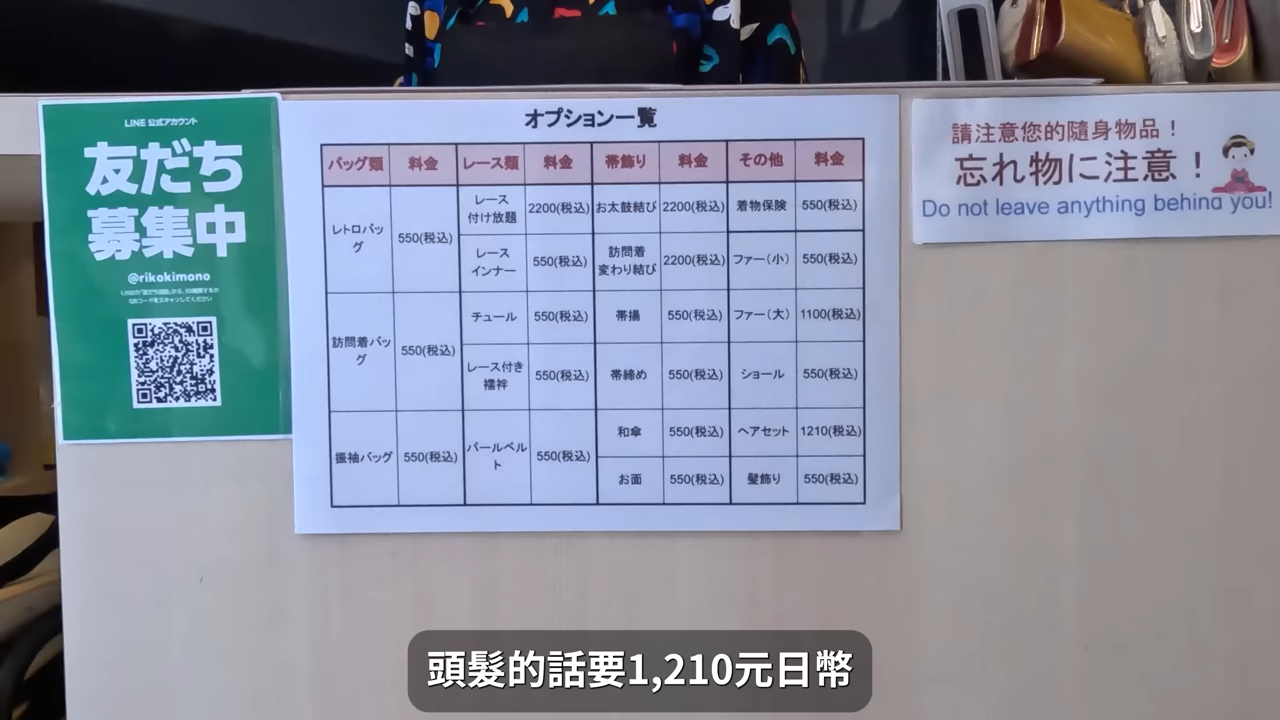 LINE 公式アカウント
友だち
募集中
@rikokimono
オプション一覧
バッグ類 料金 レース類 料金 帯飾り 料金 その他 料金
レトロバッ
グ
550(税込)
訪問着バッ
グ
550(税込)
振袖バッグ 550(税込)
レース
付け放題
2200(税込)
レース
インナー
550(税込)
チュール 550(税込)
レース付き
襦袢
550(税込)
パールベル
ト
550(税込)
お太鼓結び 2200(税込)
訪問着
変わり結び
2200(税込)
帯揚 550(税込)
帯締め 550(税込)
和傘 550(税込)
お面 550(税込)
着物保険 550(税込)
ファー(小) 550(税込)
ファー(大) 1100(税込)
ショール 550(税込)
ヘアセット 1210(税込)
髪飾り 550(税込)
請注意您的隨身物品！
忘れ物に注意！
Do not leave anything behind you!
頭髮的話要1,210元日幣